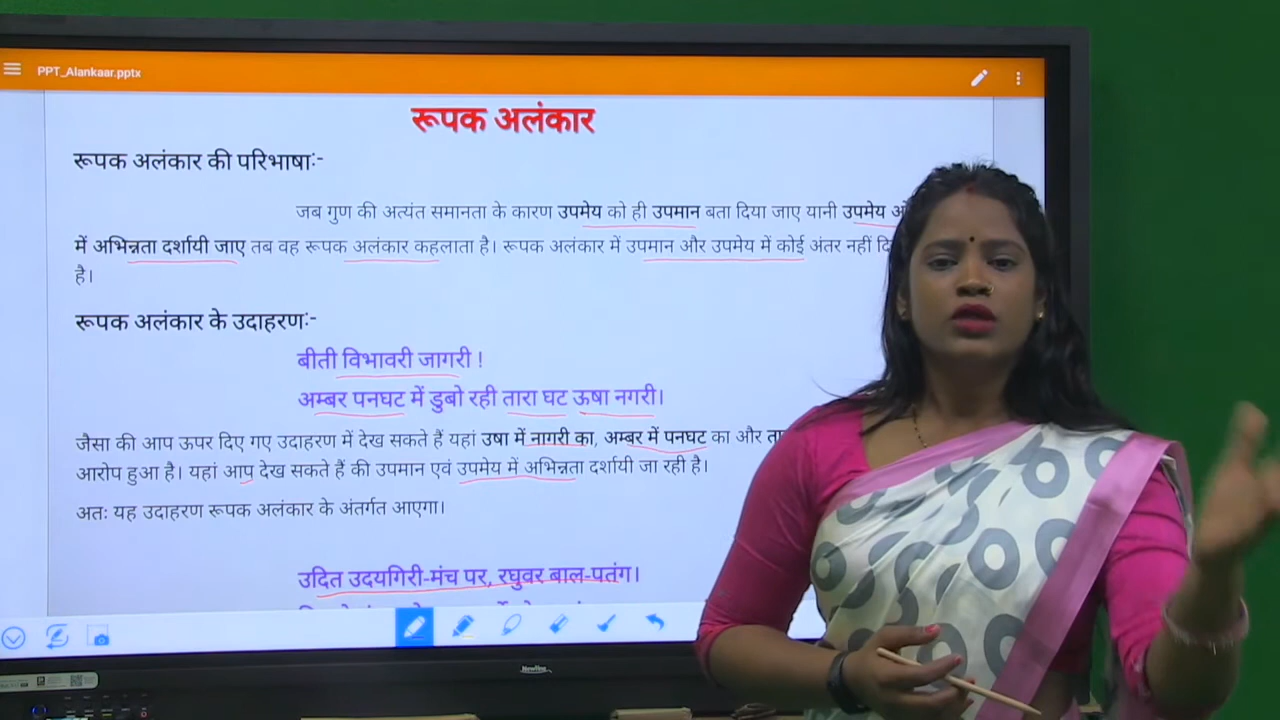 PPT_Alankaar.pptx
रूपक अलंकार
रूपक अलंकार की परिभाषा:-
जब गुण की अत्यंत समानता के कारण उपमेय को ही उपमान बता दिया जाए यानी उपमेय
में अभिन्नता दर्शायी जाए तब वह रूपक अलंकार कहलाता है। रूपक अलंकार में उपमान और उपमेय में कोई अंतर नहीं
है।
रूपक अलंकार के उदाहरण:-
बीती विभावरी जागरी !
अम्बर पनघट में डुबो रही तारा घट ऊषा नगरी।
जैसा की आप ऊपर दिए गए उदाहरण में देख सकते हैं यहां उषा में नागरी का, अम्बर में पनघट का और
आरोप हुआ है। यहां आप देख सकते हैं की उपमान एवं उपमेय में अभिन्नता दर्शायी जा रही है।
अतः यह उदाहरण रूपक अलंकार के अंतर्गत आएगा।
उदित उदयगिरी-मंच पर, रघुवर बाल-पतंग।
Newline